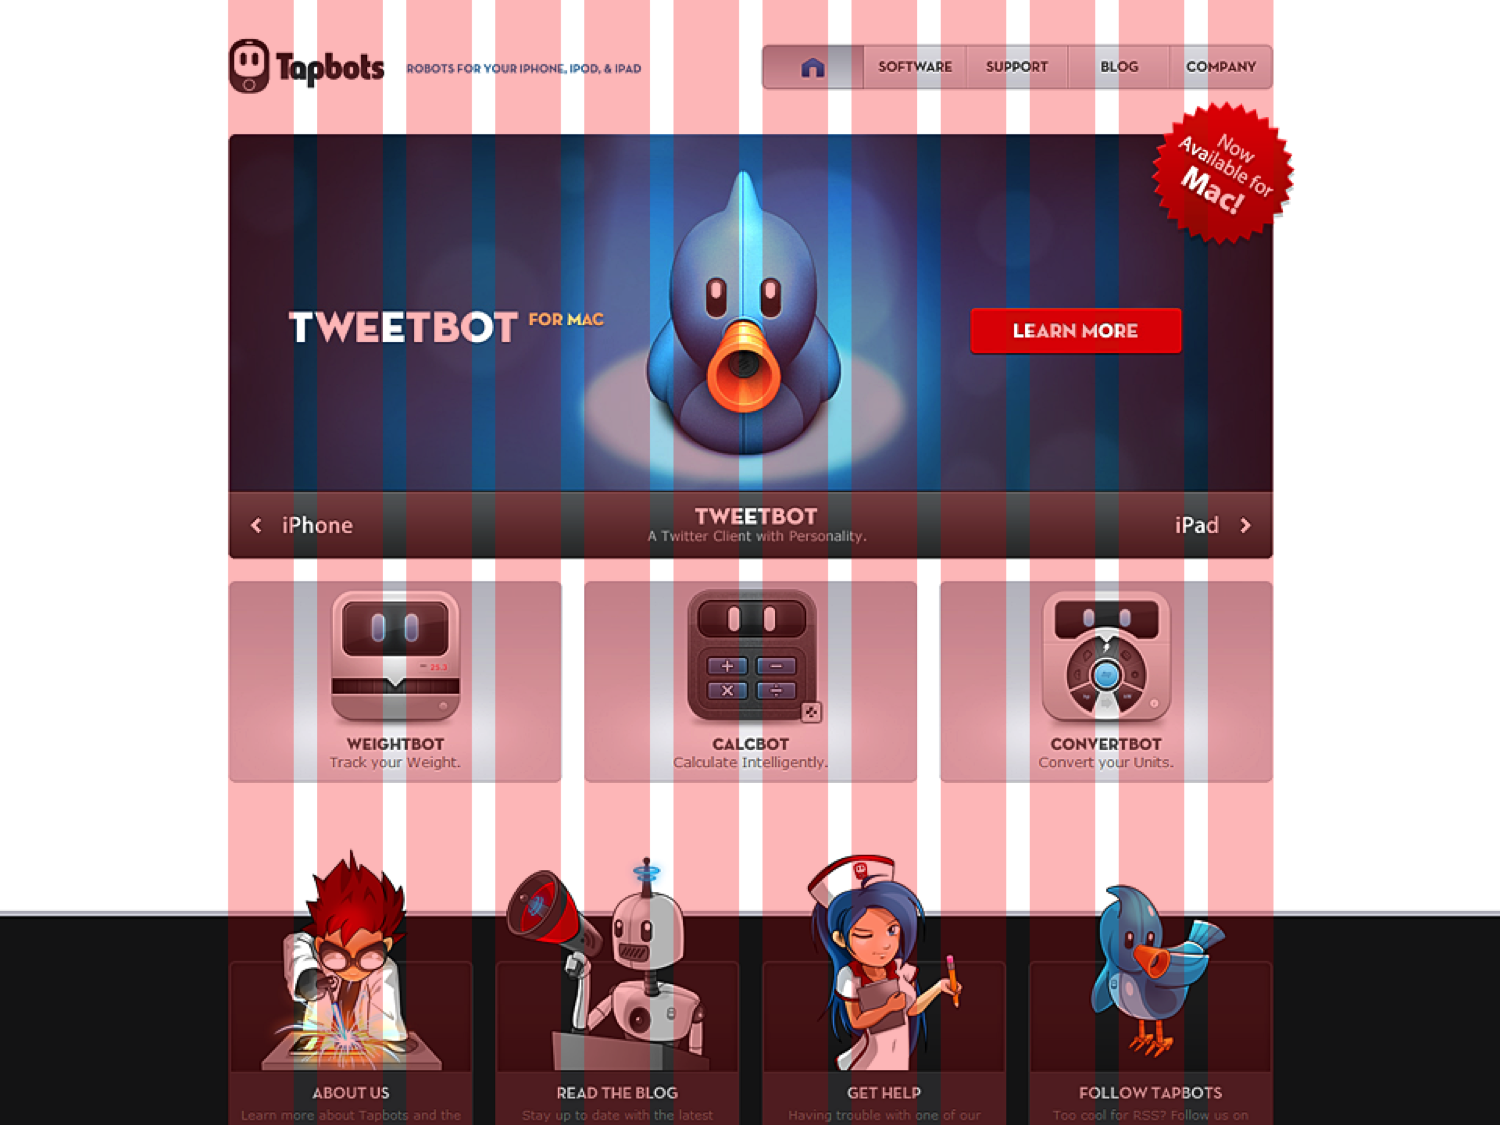 Tapbots
ROBOTS FOR YOUR IPHONE, IPOD, & IPAD
SOFTWARE
SUPPORT
BLOG
COMPANY
Now
Available for
Mac!
TWEETBOT FOR MAC
LEARN MORE
iPhone
TWEETBOT
A Twitter Client with Personality.
iPad
25.3
+ −
× ÷
WEIGHTBOT
Track your Weight.
CALCBOT
Calculate Intelligently.
CONVERTBOT
Convert your Units.
ABOUT US
Learn more about Tapbots and the
READ THE BLOG
Stay up to date with the latest
GET HELP
Having trouble with one of our
FOLLOW TAPBOTS
Too cool for RSS? Follow us on